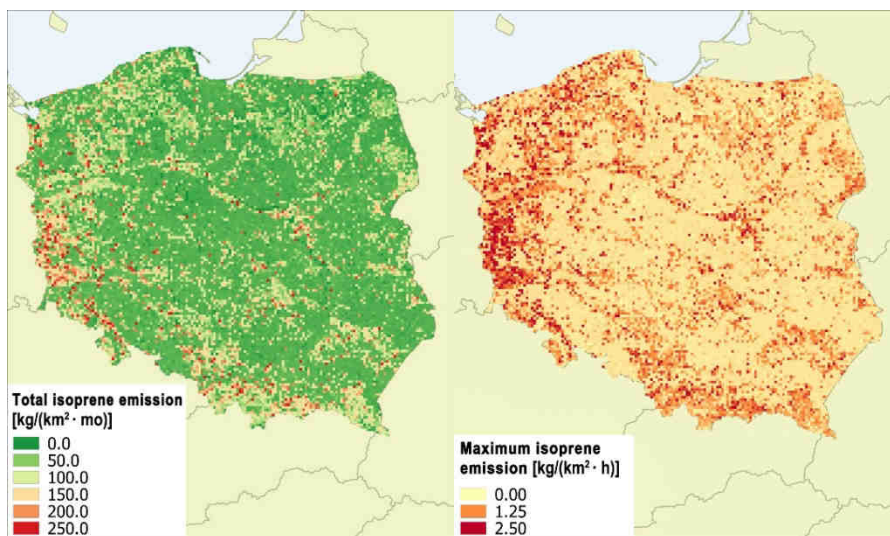 Total isoprene emission
[kg/(km² · mo)]
0.0
50.0
100.0
150.0
200.0
250.0
Maximum isoprene
emission [kg/(km² · h)]
0.00
1.25
2.50